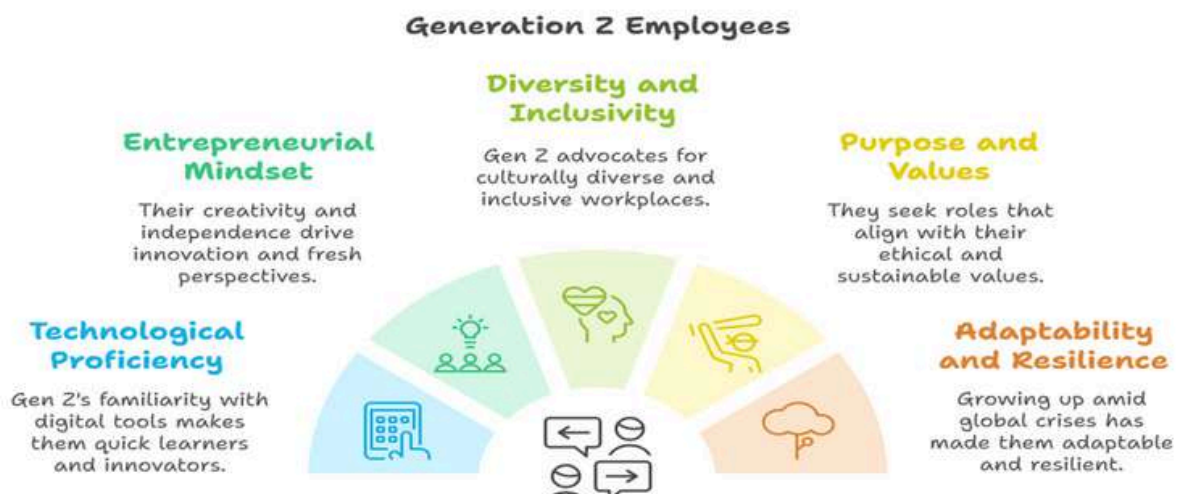 Generation Z Employees
Diversity and
Inclusivity
Gen Z advocates for
culturally diverse and
inclusive workplaces.
Entrepreneurial
Mindset
Their creativity and
independence drive
innovation and fresh
perspectives.
Purpose and
Values
They seek roles that
align with their
ethical and
sustainable values.
Technological
Proficiency
Gen Z's familiarity with
digital tools makes
them quick learners
and innovators.
Adaptability
and Resilience
Growing up amid
global crises has
made them adaptable
and resilient.